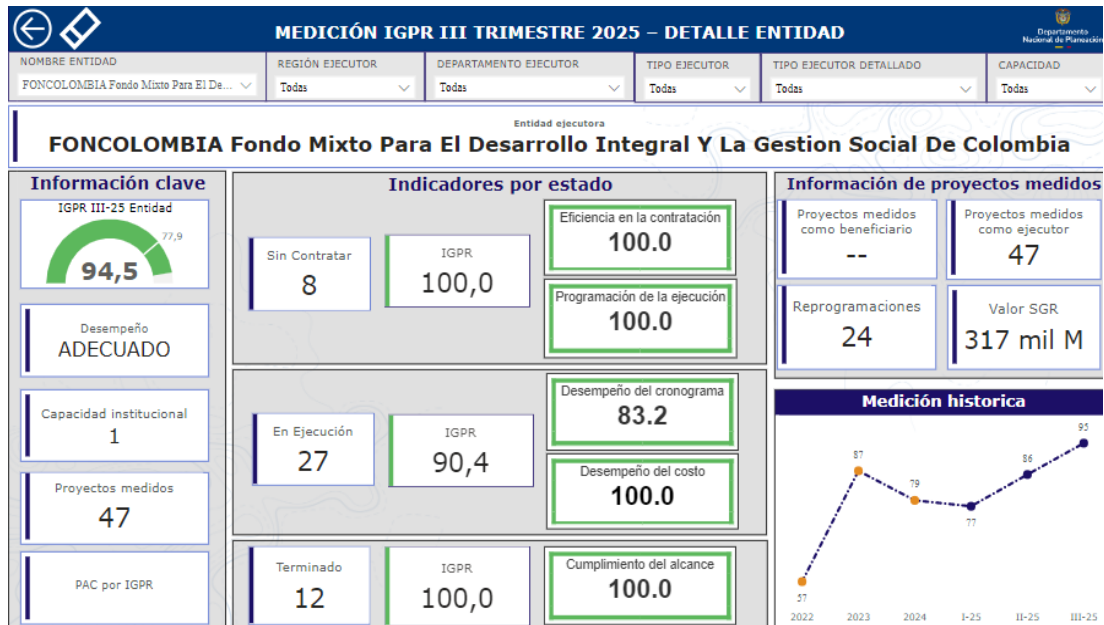 MEDICIÓN IGPR III TRIMESTRE 2025 – DETALLE ENTIDAD
Departamento
Nacional de Planeación
NOMBRE ENTIDAD
FONCOLOMBIA Fondo Mixto Para El De...
REGIÓN EJECUTOR
Todas
DEPARTAMENTO EJECUTOR
Todas
TIPO EJECUTOR
Todas
TIPO EJECUTOR DETALLADO
Todas
CAPACIDAD
Todas
Entidad ejecutora
FONCOLOMBIA Fondo Mixto Para El Desarrollo Integral Y La Gestion Social De Colombia
Información clave
IGPR III-25 Entidad
77,9
94,5
Desempeño
ADECUADO
Capacidad institucional
1
Proyectos medidos
47
PAC por IGPR
Indicadores por estado
Sin Contratar
8
IGPR
100,0
Eficiencia en la contratación
100.0
Programación de la ejecución
100.0
En Ejecución
27
IGPR
90,4
Desempeño del cronograma
83.2
Desempeño del costo
100.0
Terminado
12
IGPR
100,0
Cumplimiento del alcance
100.0
Información de proyectos medidos
Proyectos medidos
como beneficiario
--
Proyectos medidos
como ejecutor
47
Reprogramaciones
24
Valor SGR
317 mil M
Medición historica
57
87
79
77
86
95
2022 2023 2024 I-25 II-25 III-25